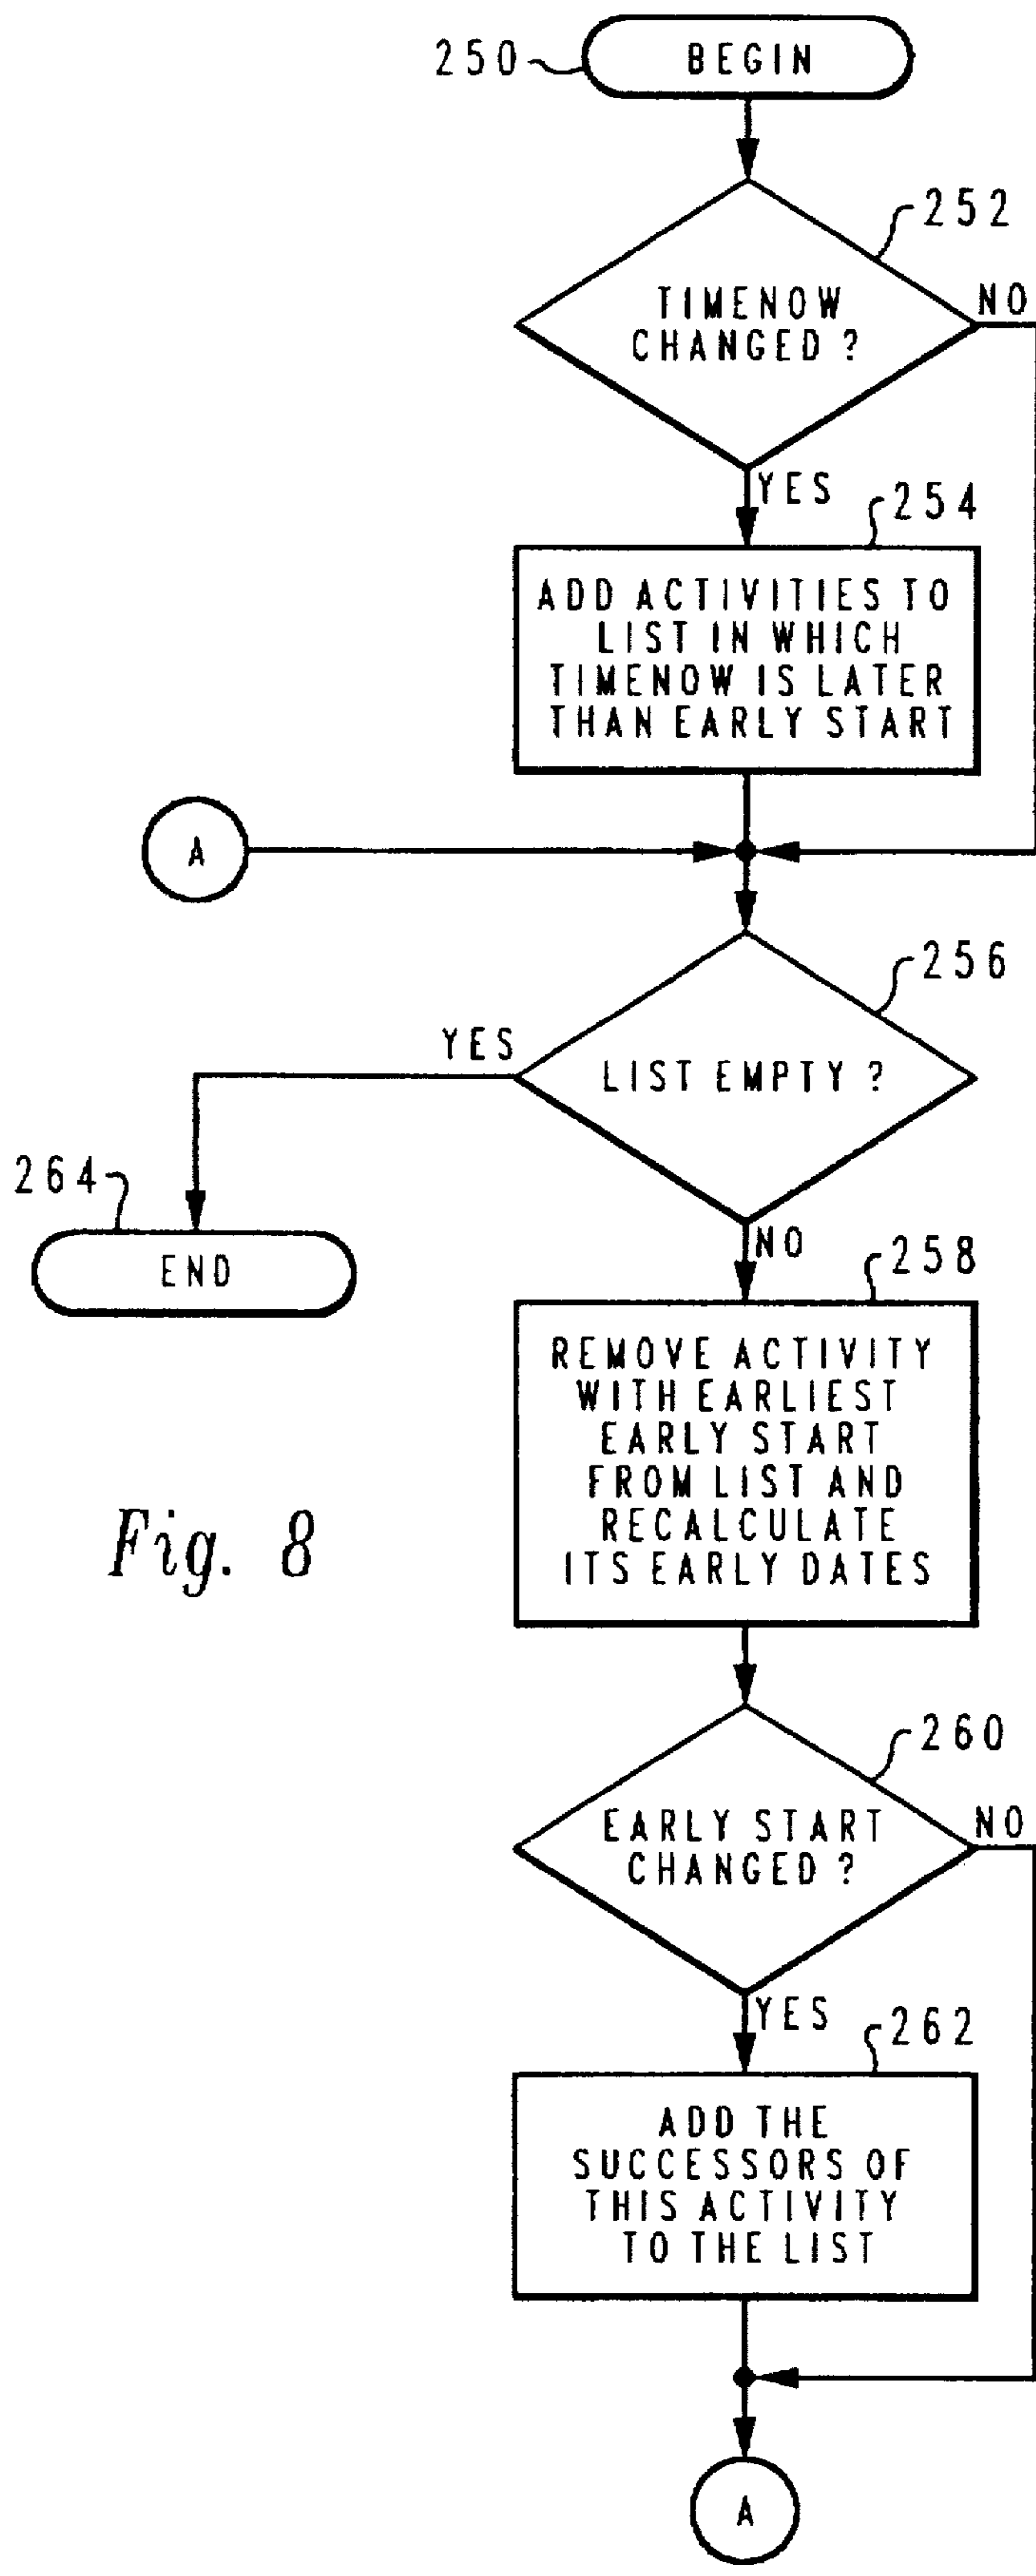 250
BEGIN
252
TIMENOW
CHANGED ?
NO
YES
254
ADD ACTIVITIES TO
LIST IN WHICH
TIMENOW IS LATER
THAN EARLY START
A
256
YES
LIST EMPTY ?
264
END
NO
258
REMOVE ACTIVITY
WITH EARLIEST
EARLY START
FROM LIST AND
RECALCULATE
ITS EARLY DATES
Fig. 8
260
EARLY START
CHANGED ?
NO
YES
262
ADD THE
SUCCESSORS OF
THIS ACTIVITY
TO THE LIST
A